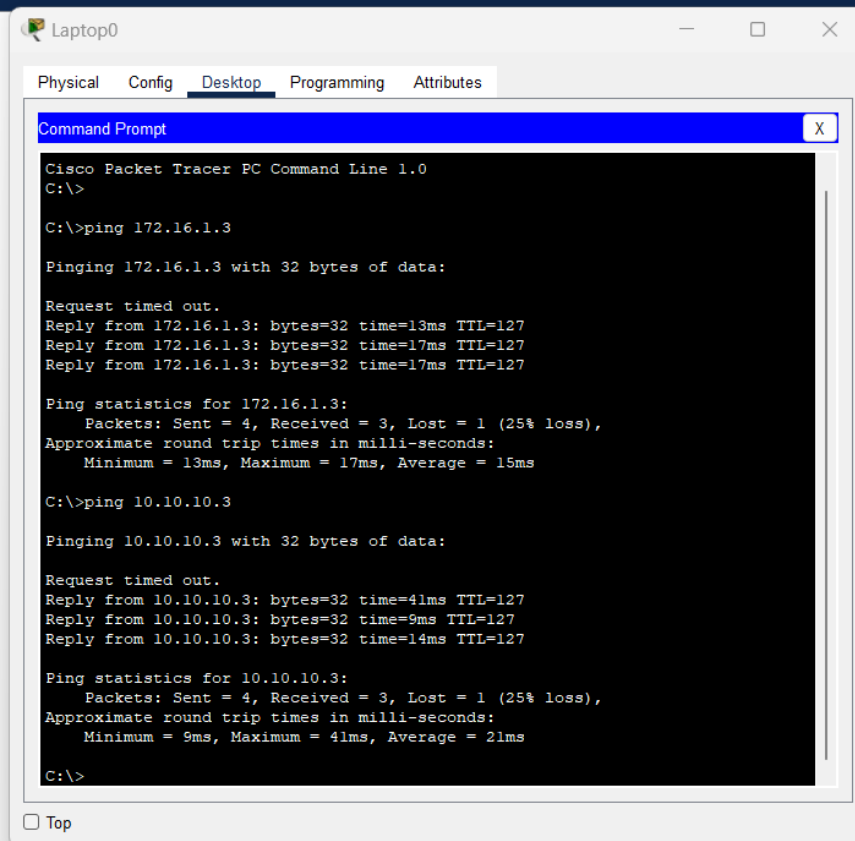 Laptop0
Physical Config Desktop Programming Attributes
Command Prompt
X
Cisco Packet Tracer PC Command Line 1.0
C:\>
C:\>ping 172.16.1.3
Pinging 172.16.1.3 with 32 bytes of data:
Request timed out.
Reply from 172.16.1.3: bytes=32 time=13ms TTL=127
Reply from 172.16.1.3: bytes=32 time=17ms TTL=127
Reply from 172.16.1.3: bytes=32 time=17ms TTL=127
Ping statistics for 172.16.1.3:
Packets: Sent = 4, Received = 3, Lost = 1 (25% loss),
Approximate round trip times in milli-seconds:
Minimum = 13ms, Maximum = 17ms, Average = 15ms
C:\>ping 10.10.10.3
Pinging 10.10.10.3 with 32 bytes of data:
Request timed out.
Reply from 10.10.10.3: bytes=32 time=41ms TTL=127
Reply from 10.10.10.3: bytes=32 time=9ms TTL=127
Reply from 10.10.10.3: bytes=32 time=14ms TTL=127
Ping statistics for 10.10.10.3:
Packets: Sent = 4, Received = 3, Lost = 1 (25% loss),
Approximate round trip times in milli-seconds:
Minimum = 9ms, Maximum = 41ms, Average = 21ms
C:\>
Top